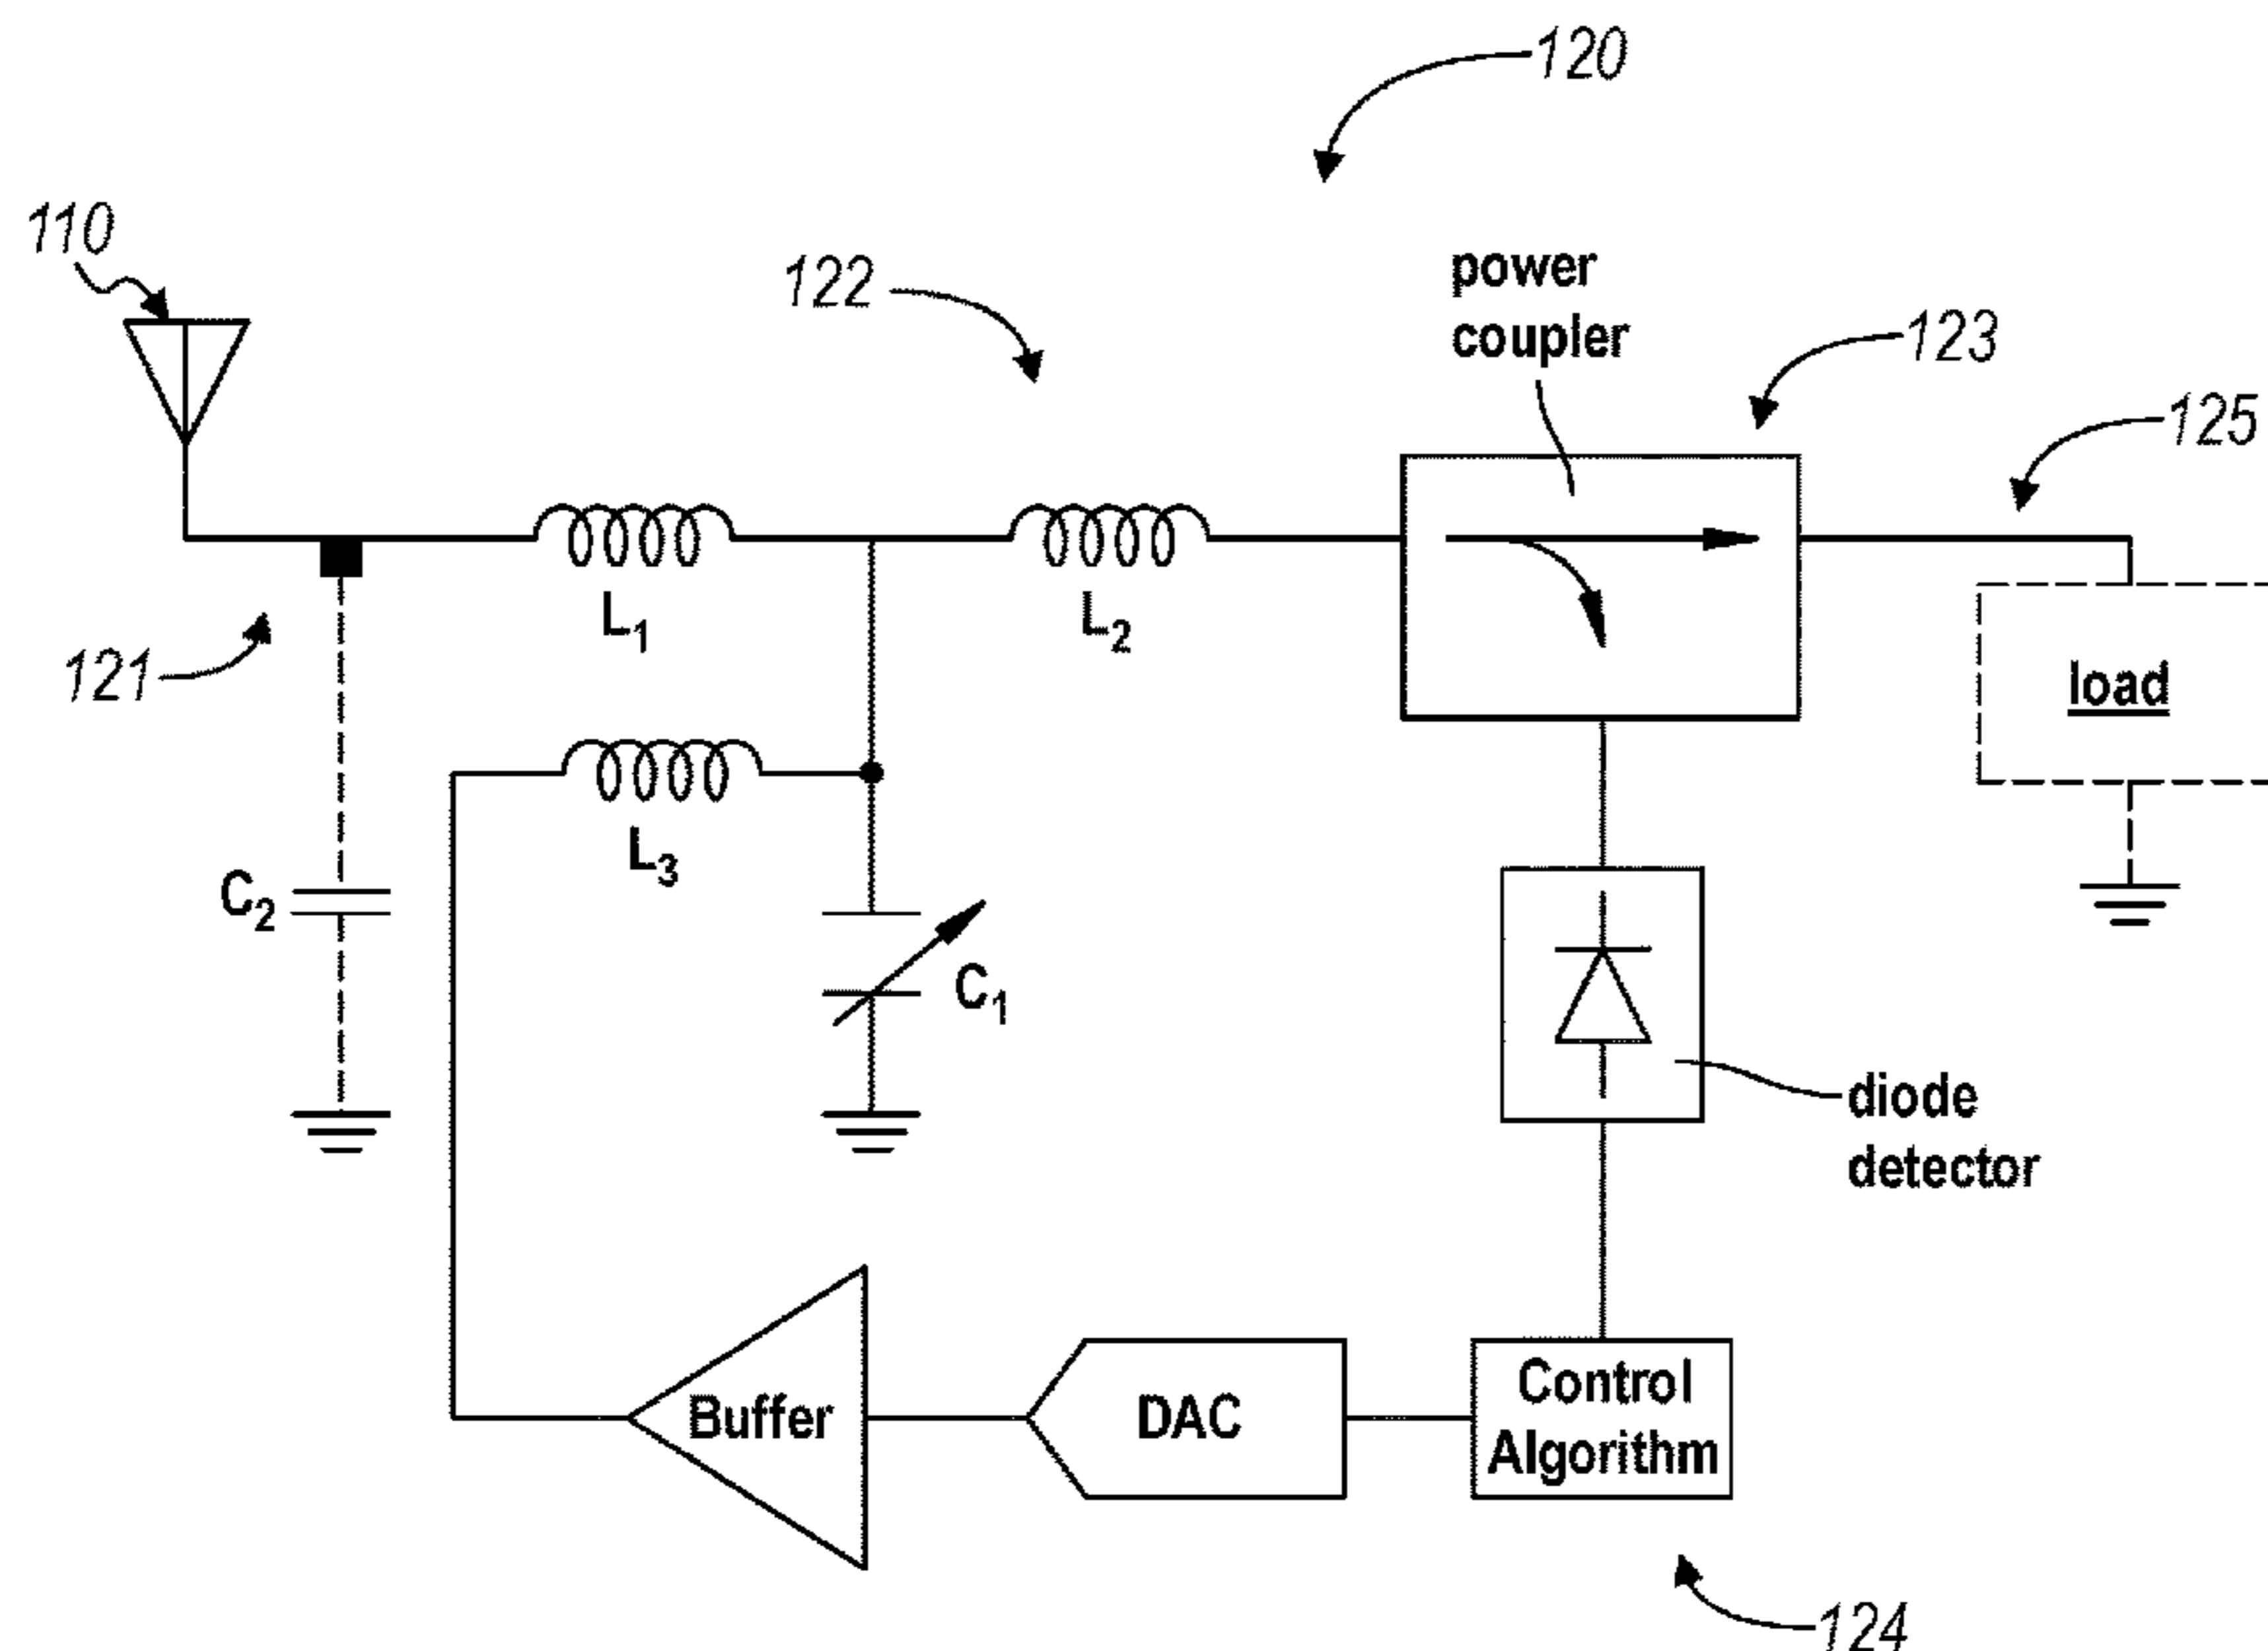 120
110
122
power
coupler
123
125
L1
L2
121
load
L3
C2
C1
diode
detector
Buffer
DAC
Control
Algorithm
124